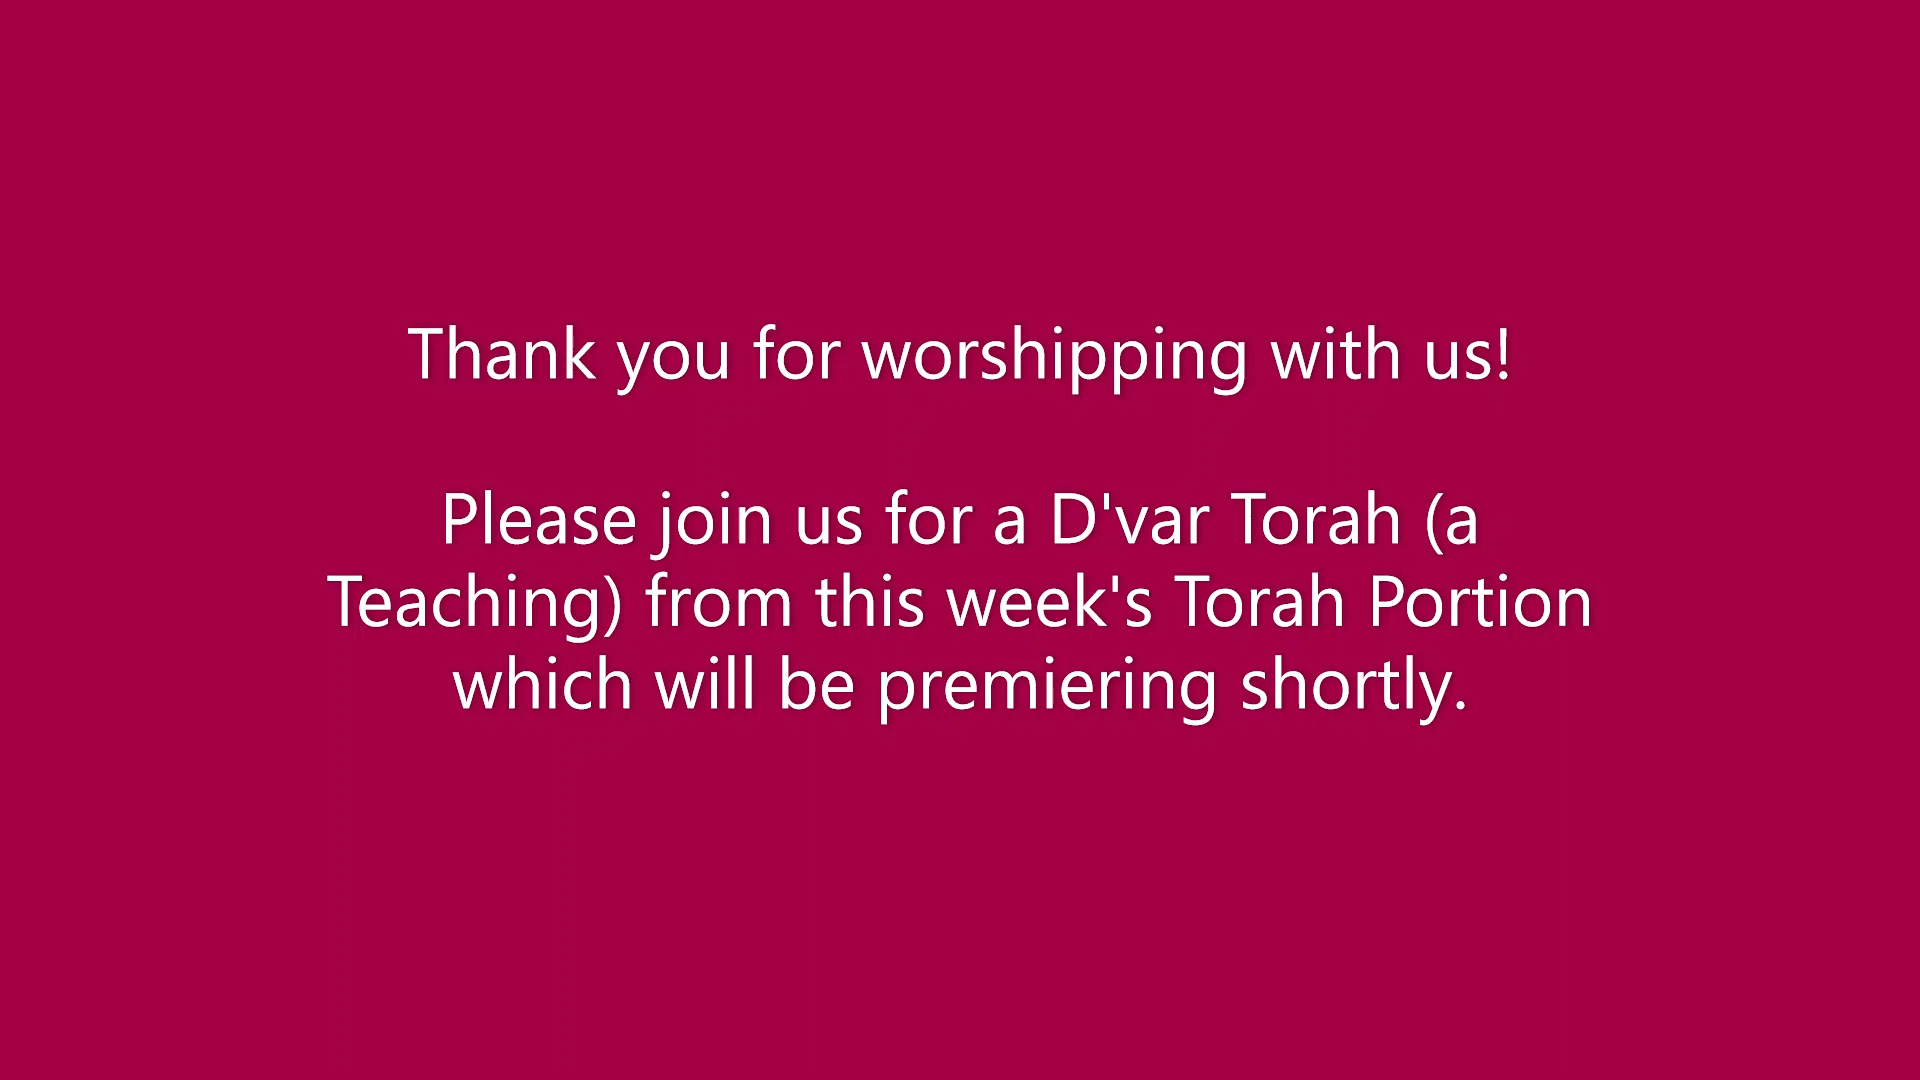 Thank you for worshipping with us!
Please join us for a D'var Torah (a
Teaching) from this week's Torah Portion
which will be premiering shortly.